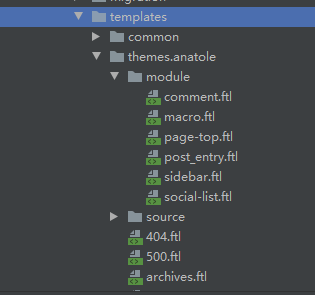 migration
templates
common
themes.anatole
module
comment.ftl
macro.ftl
page-top.ftl
post_entry.ftl
sidebar.ftl
social-list.ftl
source
404.ftl
500.ftl
archives.ftl